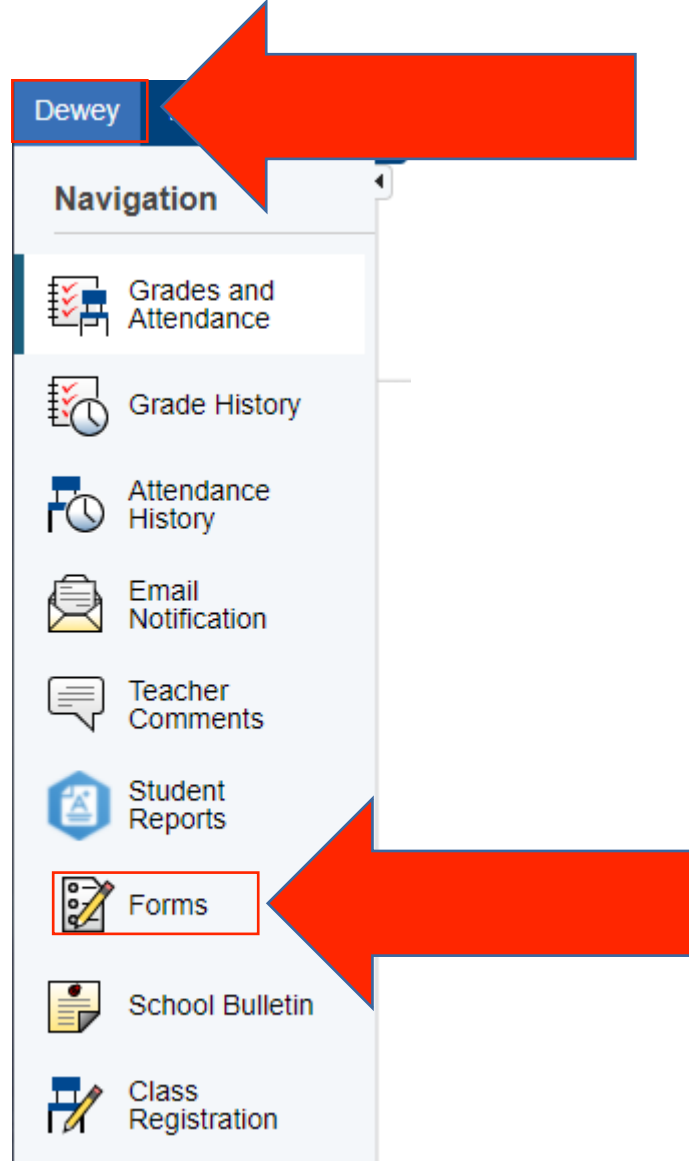 Dewey
Navigation
Grades and
Attendance
Grade History
Attendance
History
Email
Notification
Teacher
Comments
Student
Reports
Forms
School Bulletin
Class
Registration